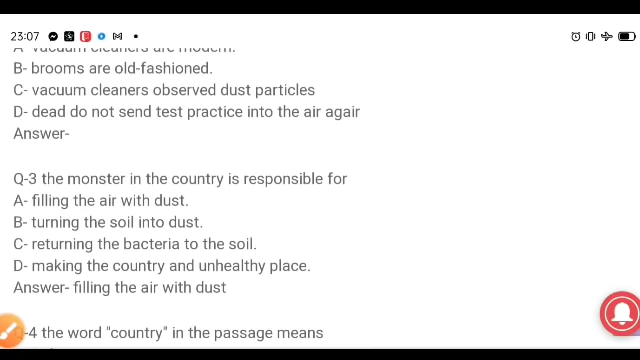 23:07
A- vacuum cleaners are modern.
B- brooms are old-fashioned.
C- vacuum cleaners observed dust particles
D- dead do not send test practice into the air agair
Answer-
Q-3 the monster in the country is responsible for
A- filling the air with dust.
B- turning the soil into dust.
C- returning the bacteria to the soil.
D- making the country and unhealthy place.
Answer- filling the air with dust
Q-4 the word "country" in the passage means